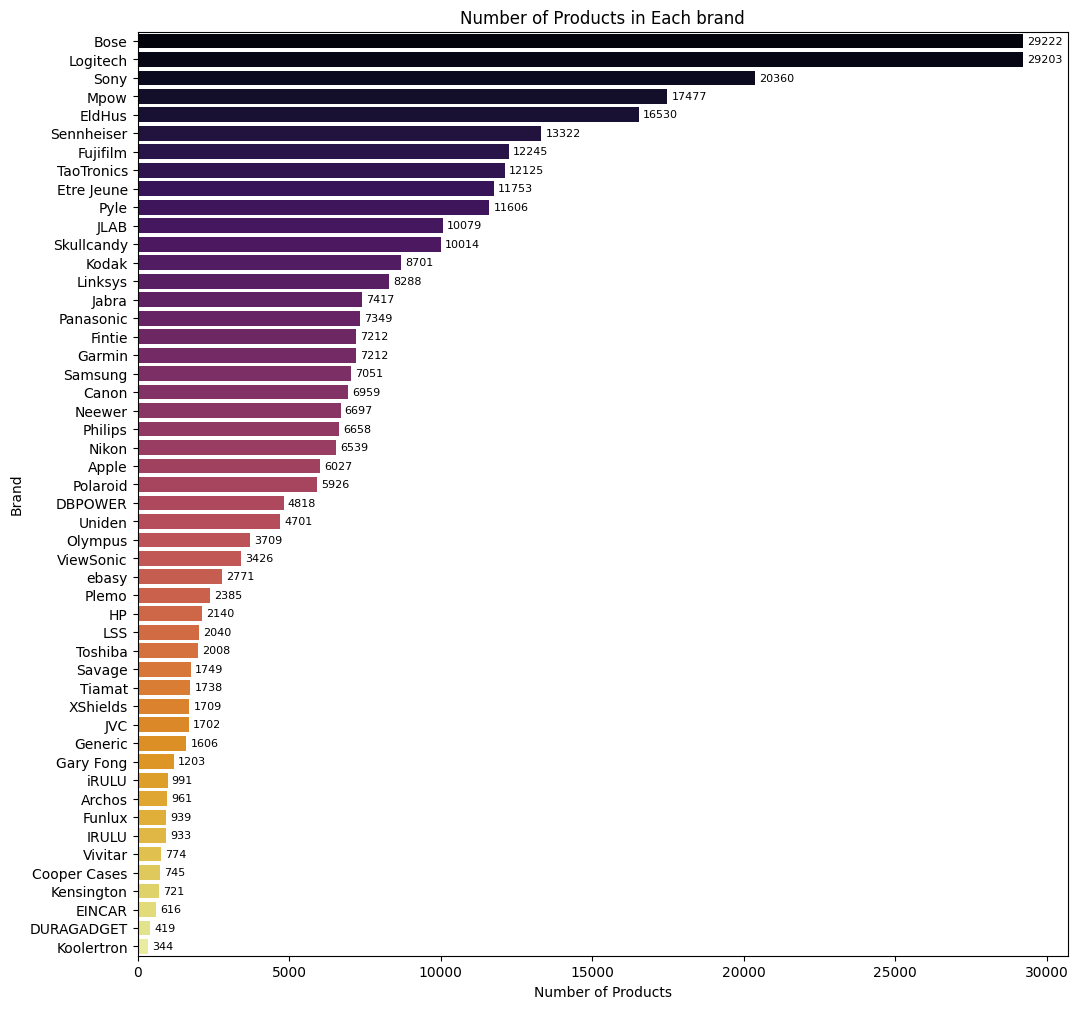 Number of Products in Each brand
Brand
Bose 29222
Logitech 29203
Sony 20360
Mpow 17477
EldHus 16530
Sennheiser 13322
Fujifilm 12245
TaoTronics 12125
Etre Jeune 11753
Pyle 11606
JLAB 10079
Skullcandy 10014
Kodak 8701
Linksys 8288
Jabra 7417
Panasonic 7349
Fintie 7212
Garmin 7212
Samsung 7051
Canon 6959
Neewer 6697
Philips 6658
Nikon 6539
Apple 6027
Polaroid 5926
DBPOWER 4818
Uniden 4701
Olympus 3709
ViewSonic 3426
ebasy 2771
Plemo 2385
HP 2140
LSS 2040
Toshiba 2008
Savage 1749
Tiamat 1738
XShields 1709
JVC 1702
Generic 1606
Gary Fong 1203
iRULU 991
Archos 961
Funlux 939
IRULU 933
Vivitar 774
Cooper Cases 745
Kensington 721
EINCAR 616
DURAGADGET 419
Koolertron 344
0 5000 10000 15000 20000 25000 30000
Number of Products